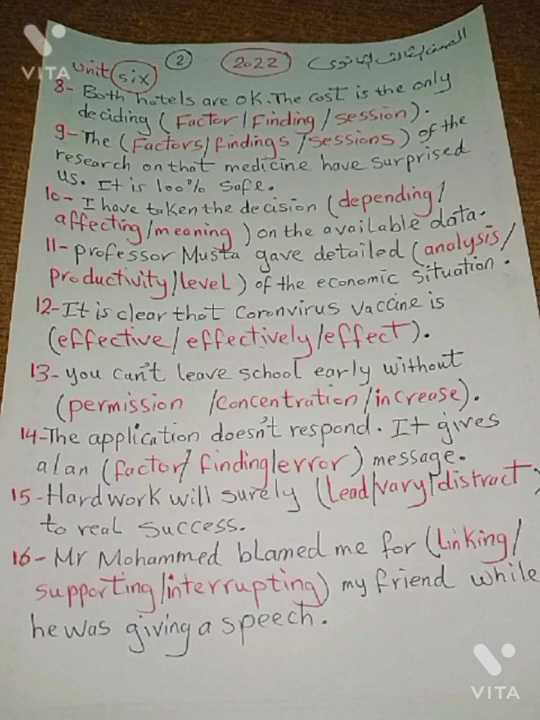 VITA
unit six
2
2022
الصف الثالث الثانوى
8- Both hotels are OK. The cost is the only
deciding (Factor / Finding / session).
9- The (Factors / findings / sessions) of the
research on that medicine have surprised
us. It is 100% safe.
10- I have taken the decision (depending /
affecting / meaning) on the available data.
11- professor Musta gave detailed (analysis /
productivity / level) of the economic situation.
12- It is clear that Coronvirus vaccine is
(effective / effectively / effect).
13- you can't leave school early without
(permission / concentration / increase).
14- The application doesn't respond. It gives
a/an (factor / finding / error) message.
15- Hard work will surely (lead / vary / distract)
to real success.
16- Mr Mohammed blamed me for (linking /
supporting / interrupting) my friend while
he was giving a speech.
VITA